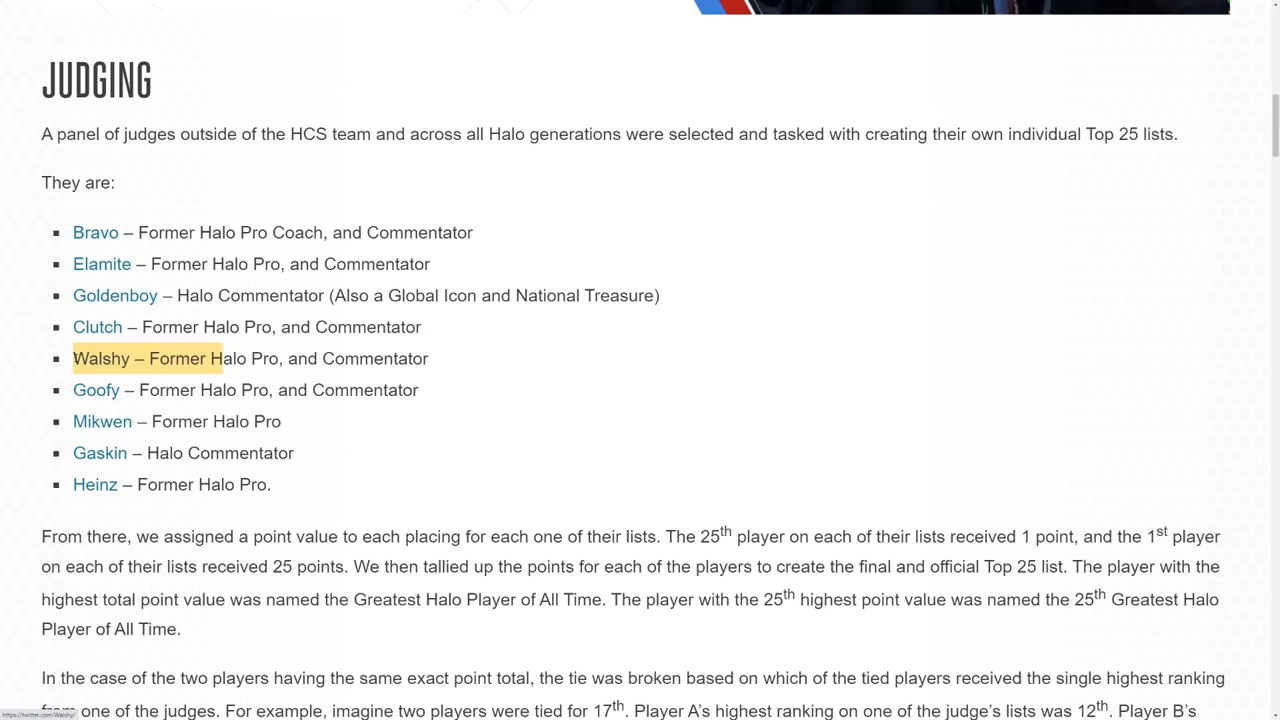 JUDGING
A panel of judges outside of the HCS team and across all Halo generations were selected and tasked with creating their own individual Top 25 lists.
They are:
Bravo – Former Halo Pro Coach, and Commentator
Elamite – Former Halo Pro, and Commentator
Goldenboy – Halo Commentator (Also a Global Icon and National Treasure)
Clutch – Former Halo Pro, and Commentator
Walshy – Former Halo Pro, and Commentator
Goofy – Former Halo Pro, and Commentator
Mikwen – Former Halo Pro
Gaskin – Halo Commentator
Heinz – Former Halo Pro.
From there, we assigned a point value to each placing for each one of their lists. The 25th player on each of their lists received 1 point, and the 1st player
on each of their lists received 25 points. We then tallied up the points for each of the players to create the final and official Top 25 list. The player with the
highest total point value was named the Greatest Halo Player of All Time. The player with the 25th highest point value was named the 25th Greatest Halo
Player of All Time.
In the case of the two players having the same exact point total, the tie was broken based on which of the tied players received the single highest ranking
from one of the judges. For example, imagine two players were tied for 17th. Player A's highest ranking on one of the judge's lists was 12th. Player B's
https://twitter.com/Walshy/